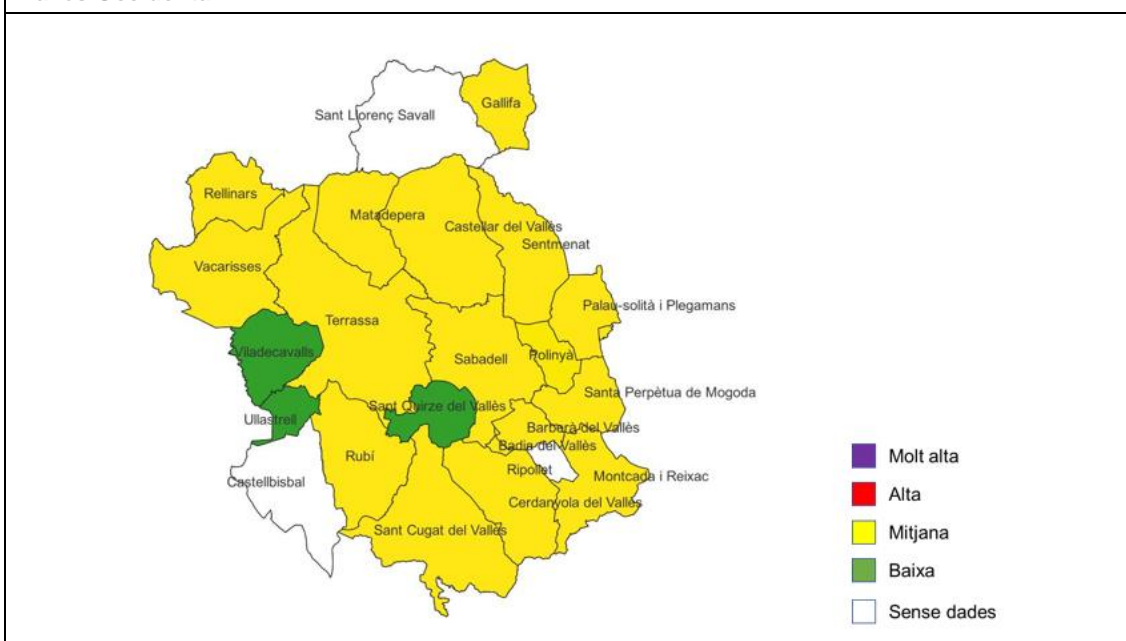 Gallifa
Sant Llorenç Savall
Rellinars
Matadepera
Castellar del Vallès
Sentmenat
Vacarisses
Palau-solità i Plegamans
Terrassa
Viladecavalls
Sabadell
Polinyà
Santa Perpètua de Mogoda
Sant Quirze del Vallès
Ullastrell
Barberà del Vallès
Badia del Vallès
Rubí
Ripollet
Montcada i Reixac
Castellbisbal
Cerdanyola del Vallès
Sant Cugat del Vallès
Molt alta
Alta
Mitjana
Baixa
Sense dades